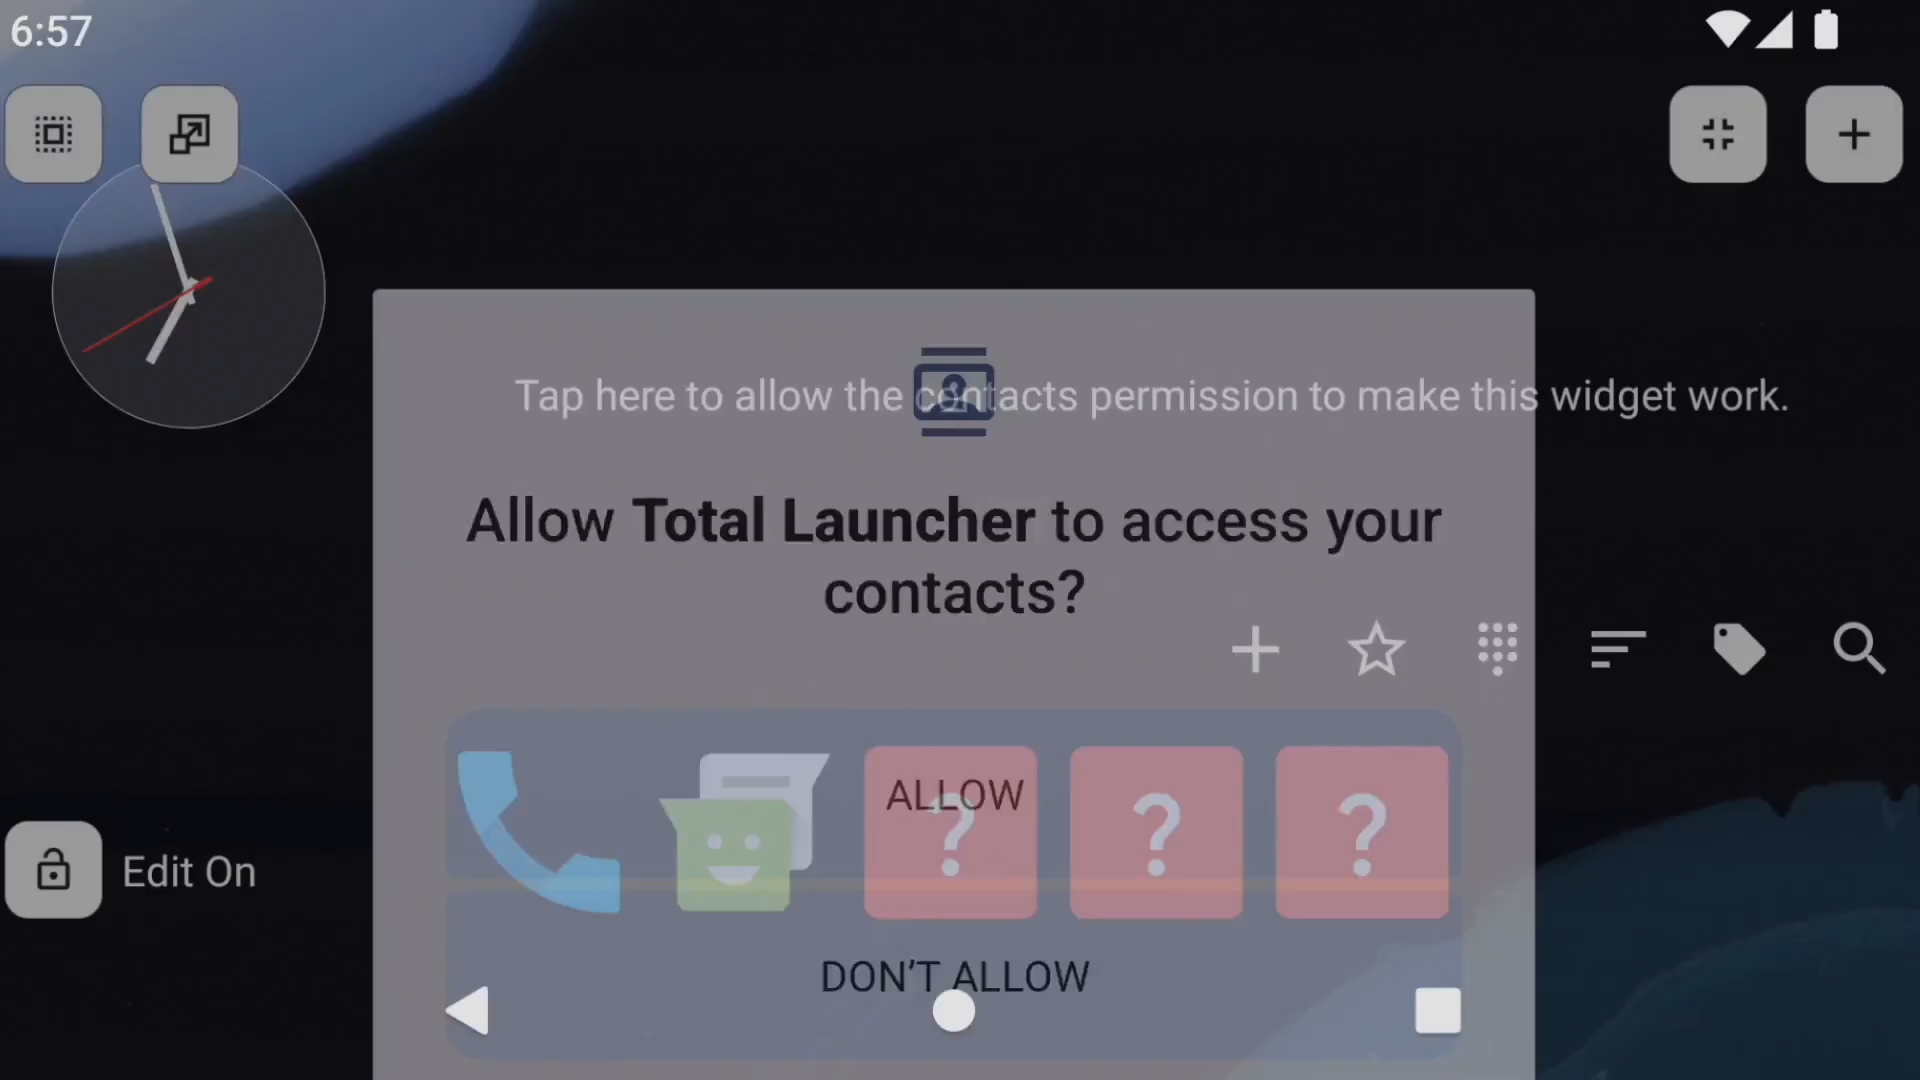 6:57
Tap here to allow the contacts permission to make this widget work.
Allow Total Launcher to access your
contacts?
ALLOW
? ? ?
Edit On
DON’T ALLOW